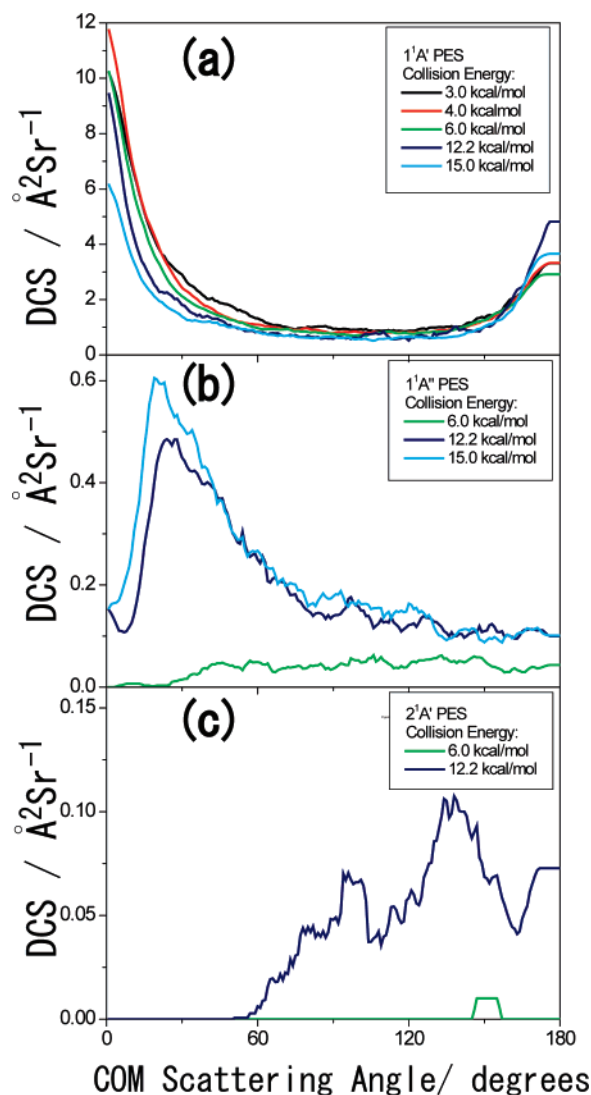 (a)
1¹A' PES
Collision Energy:
3.0 kcal/mol
4.0 kcalmol
6.0 kcal/mol
12.2 kcal/mol
15.0 kcal/mol
12
10
8
6
4
2
0
DCS / Å²Sr⁻¹
(b)
1¹A" PES
Collision Energy:
6.0 kcal/mol
12.2 kcal/mol
15.0 kcal/mol
0.6
0.4
0.2
0.0
DCS / Å²Sr⁻¹
(c)
2¹A' PES
Collision Energy:
6.0 kcal/mol
12.2 kcal/mol
0.15
0.10
0.05
0.00
DCS / Å²Sr⁻¹
0 60 120 180
COM Scattering Angle/ degrees